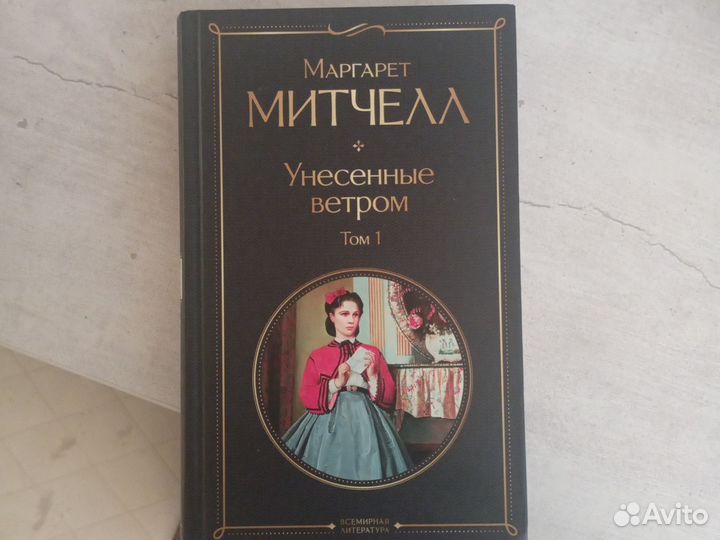 Маргарет
МИТЧЕЛЛ
Унесенные
ветром
Том 1
ВСЕМИРНАЯ
ЛИТЕРАТУРА
Avito